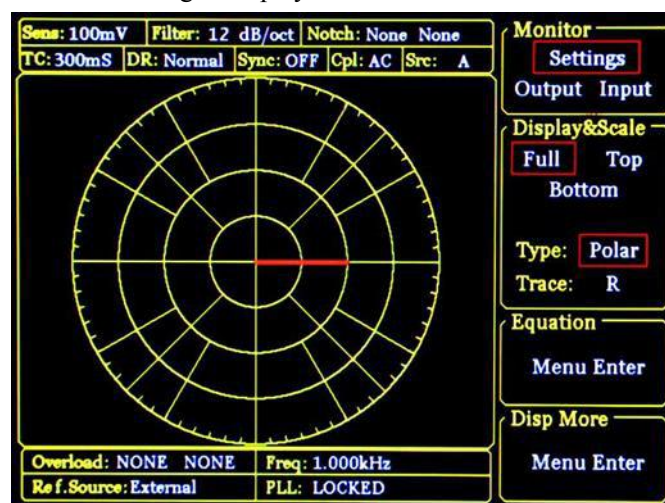 Sens: 100mV Filter: 12 dB/oct Notch: None None
TC: 300mS DR: Normal Sync: OFF Cpl: AC Src: A
Monitor
Settings
Output Input
Display&Scale
Full Top
Bottom
Type: Polar
Trace: R
Equation
Menu Enter
Disp More
Menu Enter
Overload: NONE NONE Freq: 1.000kHz
Ref.Source: External PLL: LOCKED